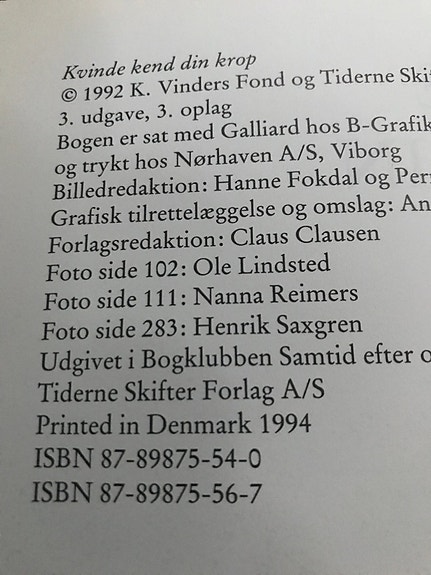 Kvinde kend din krop
© 1992 K. Vinders Fond og Tiderne
3. udgave, 3. oplag
Bogen er sat med Galliard hos B-Grafik
og trykt hos Nørhaven A/S, Viborg
Billedredaktion: Hanne Fokdal og
Grafisk tilrettelæggelse og omslag:
Forlagsredaktion: Claus Clausen
Foto side 102: Ole Lindsted
Foto side 111: Nanna Reimers
Foto side 283: Henrik Saxgren
Udgivet i Bogklubben Samtid efter
Tiderne Skifter Forlag A/S
Printed in Denmark 1994
ISBN 87-89875-54-0
ISBN 87-89875-56-7